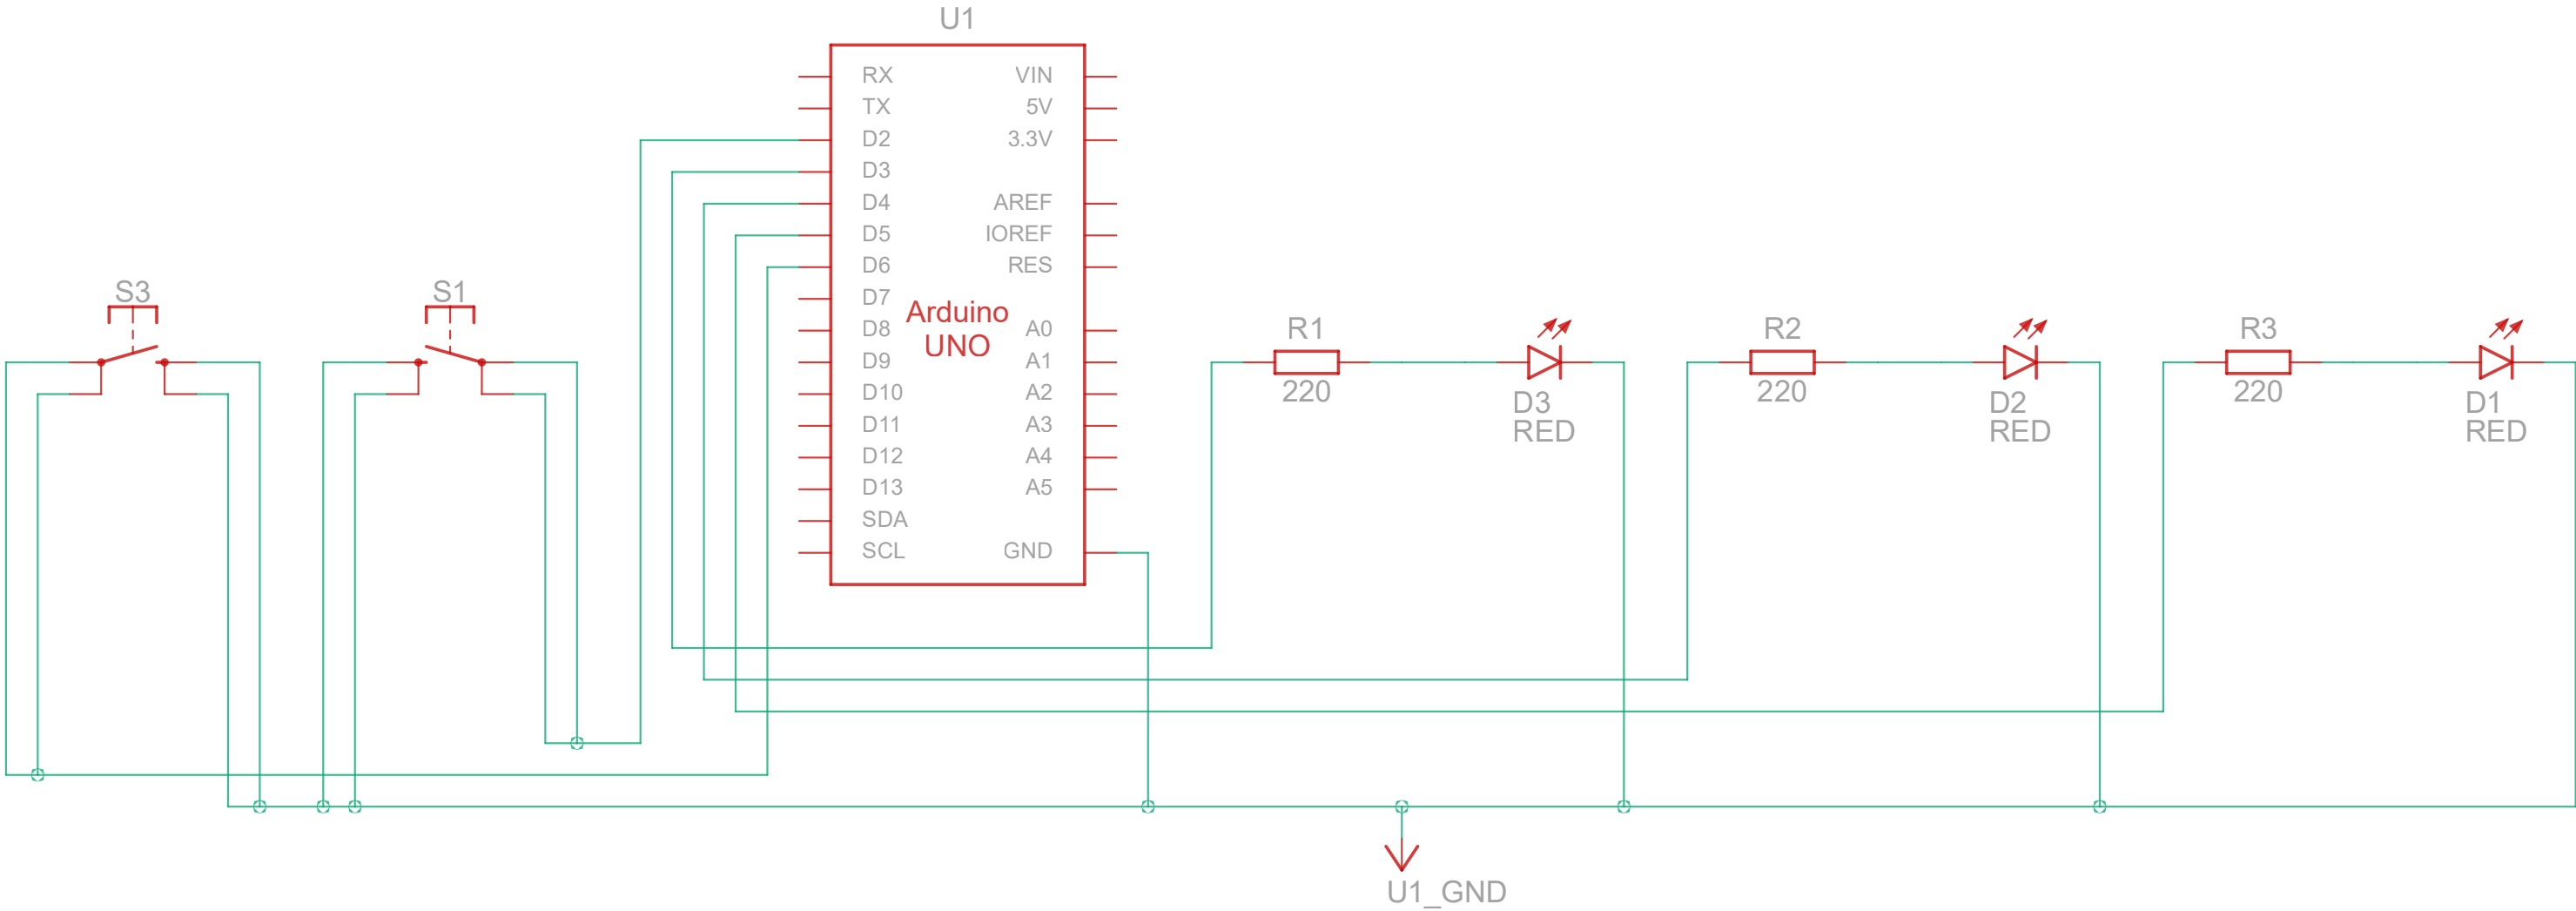 U1
RX VIN
TX 5V
D2 3.3V
D3
D4 AREF
D5 IOREF
D6 RES
D7
Arduino
UNO
D8 A0
D9 A1
D10 A2
D11 A3
D12 A4
D13 A5
SDA
SCL GND
S3
S1
R1
220
D3
RED
R2
220
D2
RED
R3
220
D1
RED
U1_GND